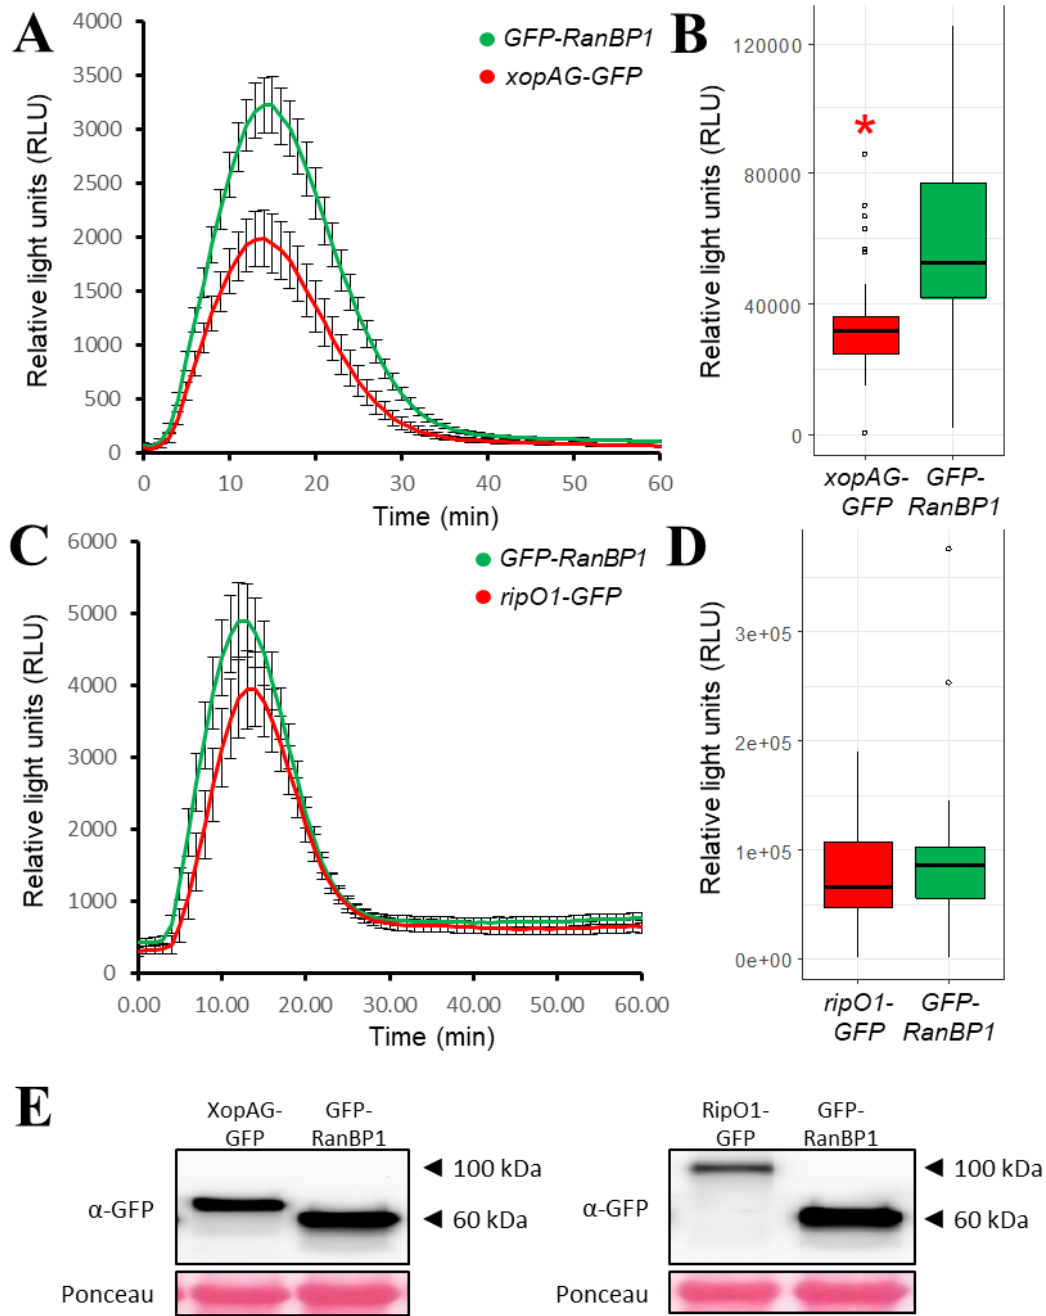 A
4000
3500
3000
2500
2000
1500
1000
500
0
Relative light units (RLU)
GFP-RanBP1
xopAG-GFP
0 10 20 30 40 50 60
Time (min)
B
120000
80000
40000
0
Relative light units (RLU)
*
xopAG-
GFP
GFP-
RanBP1
C
6000
5000
4000
3000
2000
1000
0
Relative light units (RLU)
GFP-RanBP1
ripO1-GFP
0.00 10.00 20.00 30.00 40.00 50.00 60.00
Time (min)
D
3e+05
2e+05
1e+05
0e+00
Relative light units (RLU)
ripO1-
GFP
GFP-
RanBP1
E
XopAG-
GFP
GFP-
RanBP1
α-GFP
◄ 100 kDa
◄ 60 kDa
Ponceau
RipO1-
GFP
GFP-
RanBP1
α-GFP
◄ 100 kDa
◄ 60 kDa
Ponceau